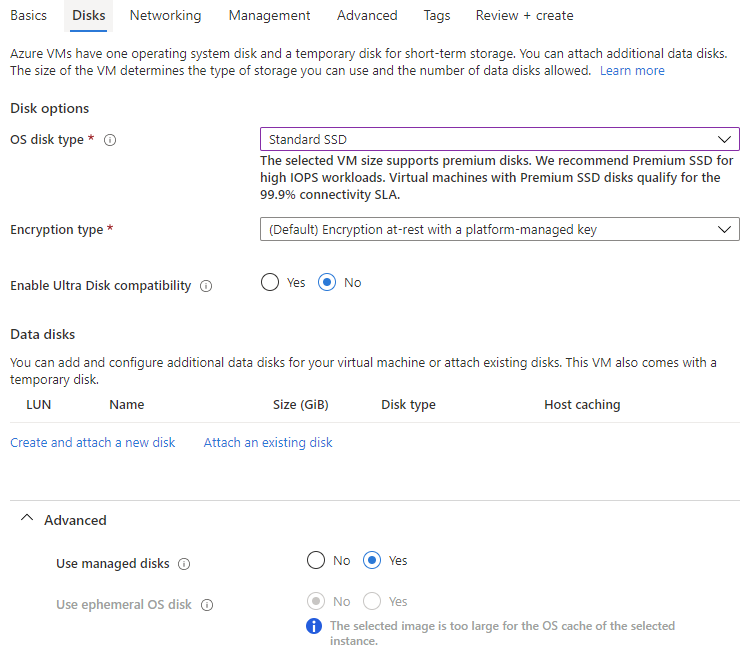 Basics Disks Networking Management Advanced Tags Review + create
Azure VMs have one operating system disk and a temporary disk for short-term storage. You can attach additional data disks.
The size of the VM determines the type of storage you can use and the number of data disks allowed. Learn more
Disk options
OS disk type * Standard SSD
The selected VM size supports premium disks. We recommend Premium SSD for
high IOPS workloads. Virtual machines with Premium SSD disks qualify for the
99.9% connectivity SLA.
Encryption type * (Default) Encryption at-rest with a platform-managed key
Enable Ultra Disk compatibility Yes No
Data disks
You can add and configure additional data disks for your virtual machine or attach existing disks. This VM also comes with a
temporary disk.
LUN Name Size (GiB) Disk type Host caching
Create and attach a new disk Attach an existing disk
Advanced
Use managed disks No Yes
Use ephemeral OS disk No Yes
The selected image is too large for the OS cache of the selected
instance.